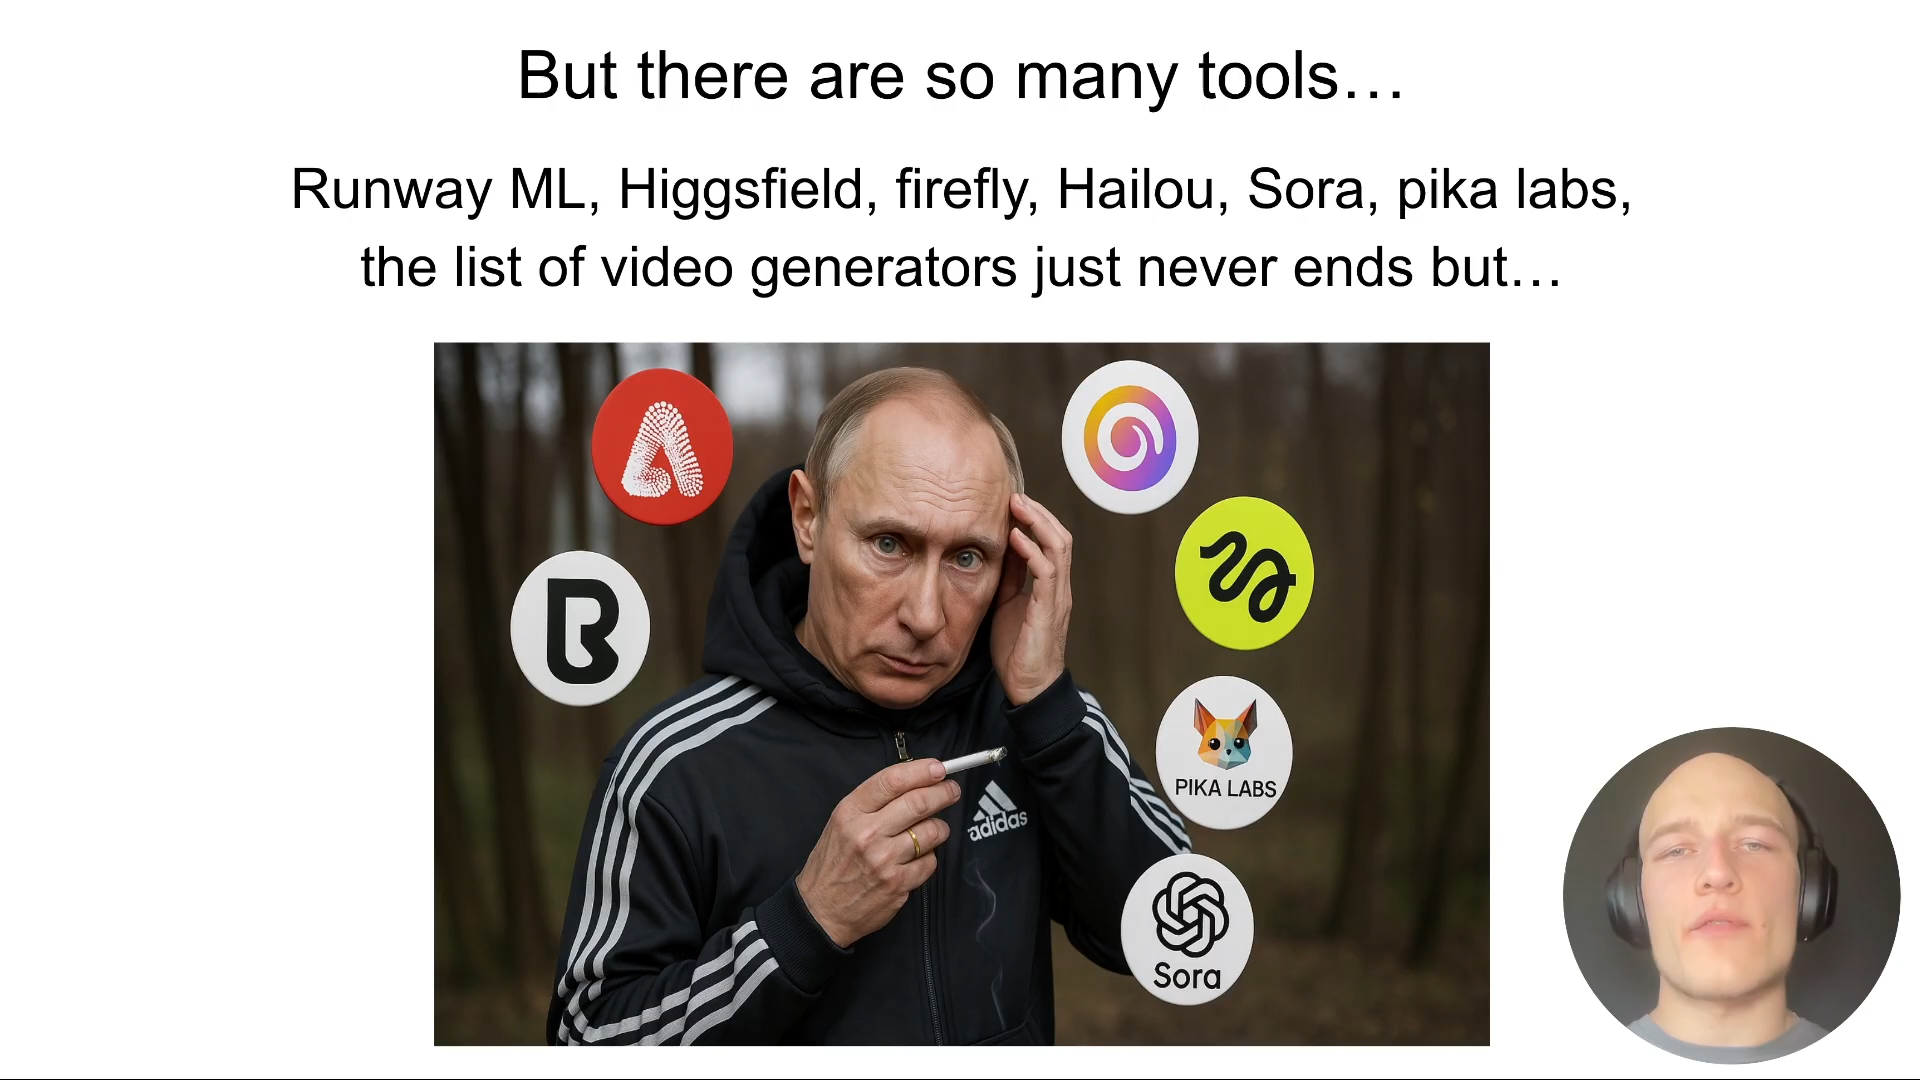 But there are so many tools…
Runway ML, Higgsfield, firefly, Hailou, Sora, pika labs,
the list of video generators just never ends but…
PIKA LABS
adidas
Sora